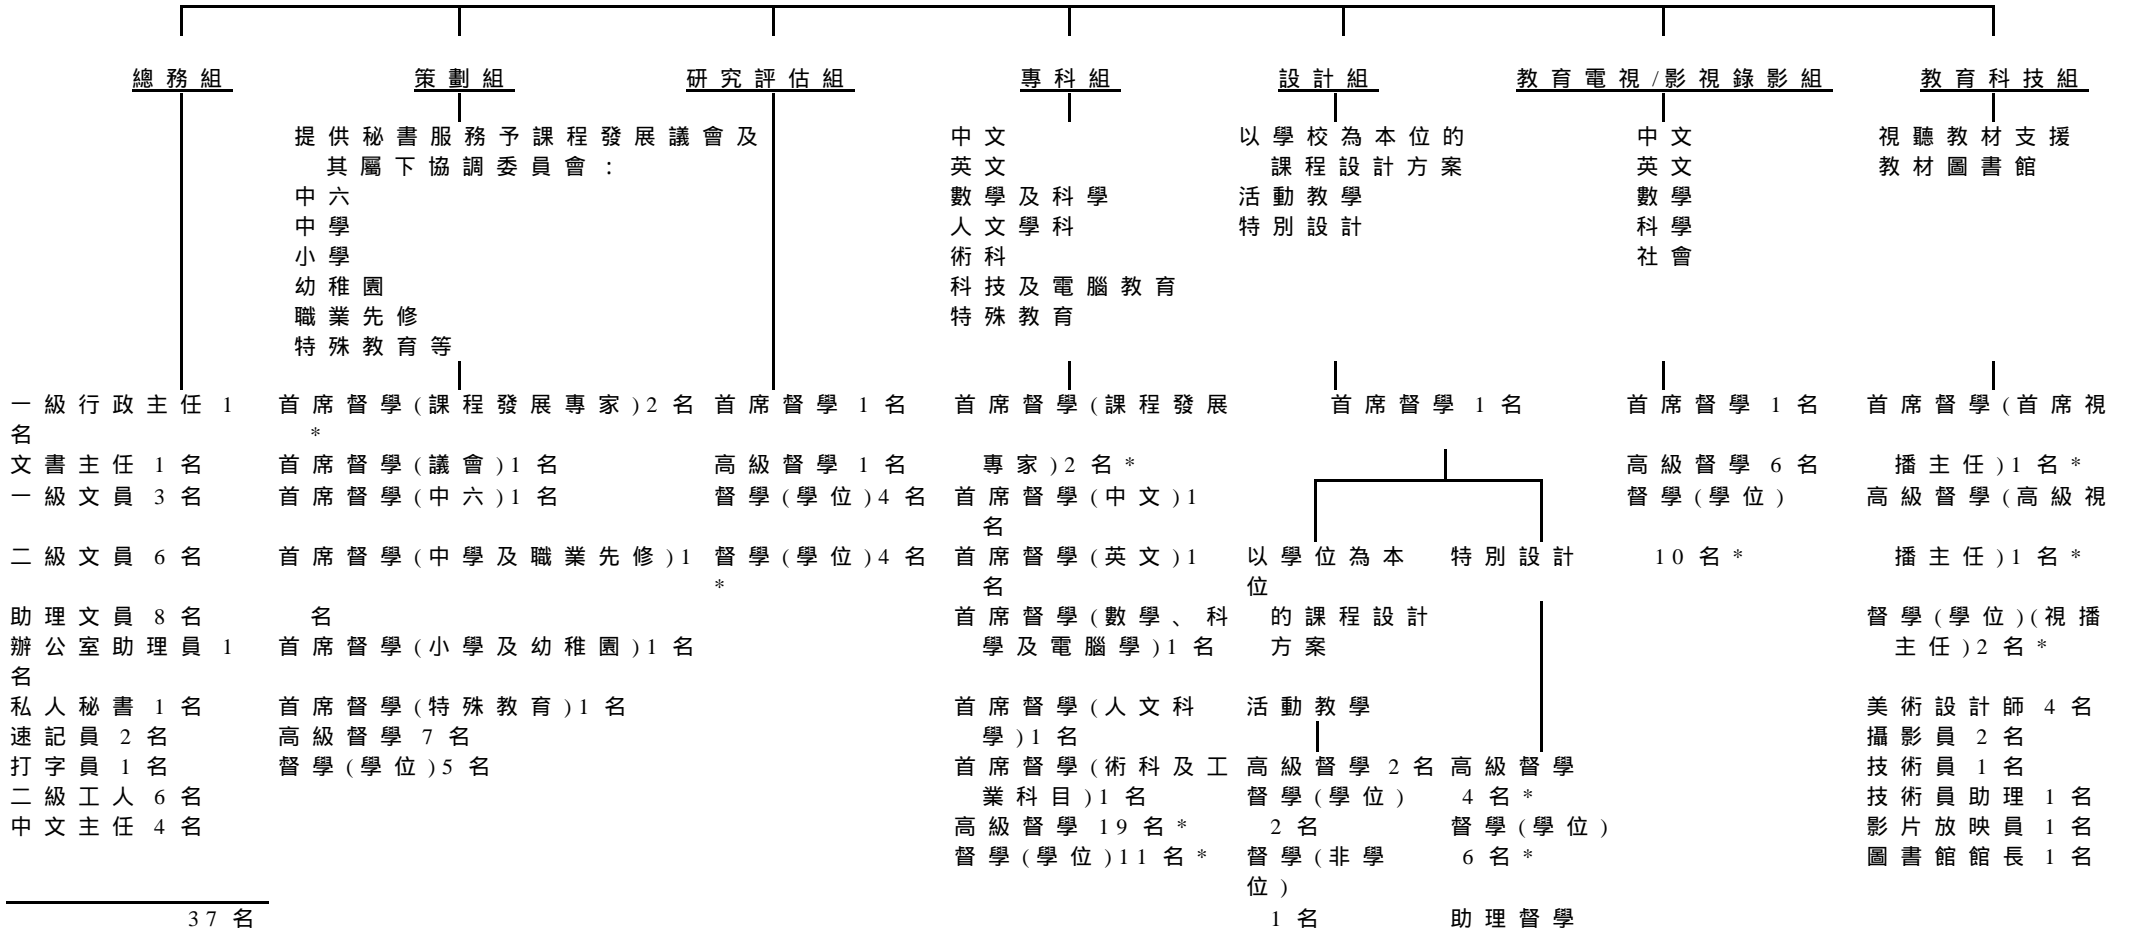 總務組
策劃組
研究評估組
專科組
設計組
教育電視/影視錄影組
教育科技組
提供秘書服務予課程發展議會及
其屬下協調委員會:
中六
中學
小學
幼稚園
職業先修
特殊教育等
中文
英文
數學及科學
人文學科
術科
科技及電腦教育
特殊教育
以學校為本位的
課程設計方案
活動教學
特別設計
中文
英文
數學
科學
社會
視聽教材支援
教材圖書館
一級行政主任 1
名
文書主任 1 名
一級文員 3 名
二級文員 6 名
助理文員 8 名
辦公室助理員 1
名
私人秘書 1 名
速記員 2 名
打字員 1 名
二級工人 6 名
中文主任 4 名
37 名
首席督學(課程發展專家)2 名
*
首席督學(議會)1 名
首席督學(中六)1 名
首席督學(中學及職業先修)1
名
首席督學(小學及幼稚園)1 名
首席督學(特殊教育)1 名
高級督學 7 名
督學(學位)5 名
首席督學 1 名
高級督學 1 名
督學(學位)4 名
督學(學位)4 名
*
首席督學(課程發展
專家)2 名*
首席督學(中文)1
名
首席督學(英文)1
名
首席督學(數學、科
學及電腦學)1 名
首席督學(人文科
學)1 名
首席督學(術科及工
業科目)1 名
高級督學 19 名*
督學(學位)11 名*
首席督學 1 名
以學位為本
位
的課程設計
方案
活動教學
高級督學 2 名
督學(學位)
2 名
督學(非學
位)
1 名
特別設計
高級督學
4 名*
督學(學位)
6 名*
助理督學
首席督學 1 名
高級督學 6 名
督學(學位)
10 名*
首席督學(首席視
播主任)1 名*
高級督學(高級視
播主任)1 名*
督學(學位)(視播
主任)2 名*
美術設計師 4 名
攝影員 2 名
技術員 1 名
技術員助理 1 名
影片放映員 1 名
圖書館館長 1 名